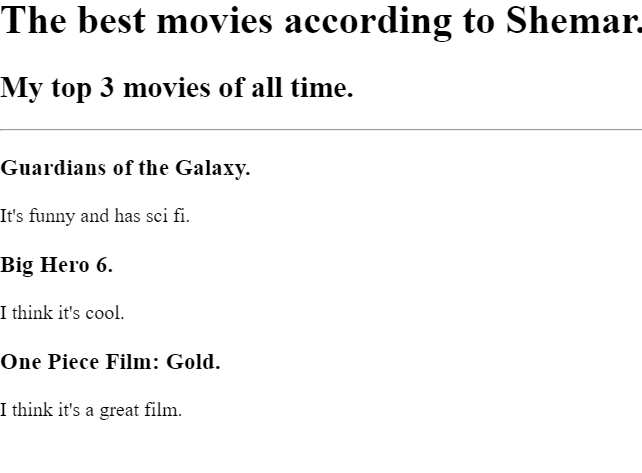 The best movies according to Shemar.
My top 3 movies of all time.
Guardians of the Galaxy.
It's funny and has sci fi.
Big Hero 6.
I think it's cool.
One Piece Film: Gold.
I think it's a great film.